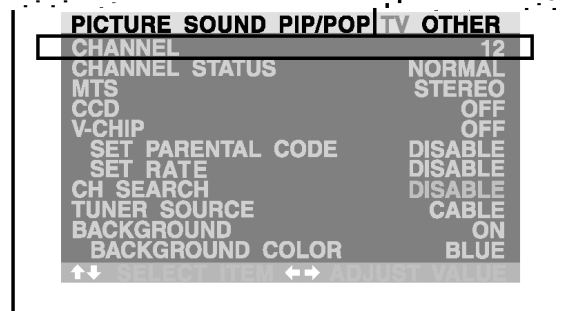 PICTURE SOUND PIP/POP TV OTHER
CHANNEL 12
CHANNEL STATUS NORMAL
MTS STEREO
CCD OFF
V-CHIP OFF
SET PARENTAL CODE DISABLE
SET RATE DISABLE
CH SEARCH DISABLE
TUNER SOURCE CABLE
BACKGROUND ON
BACKGROUND COLOR BLUE
SELECT ITEM ADJUST VALUE